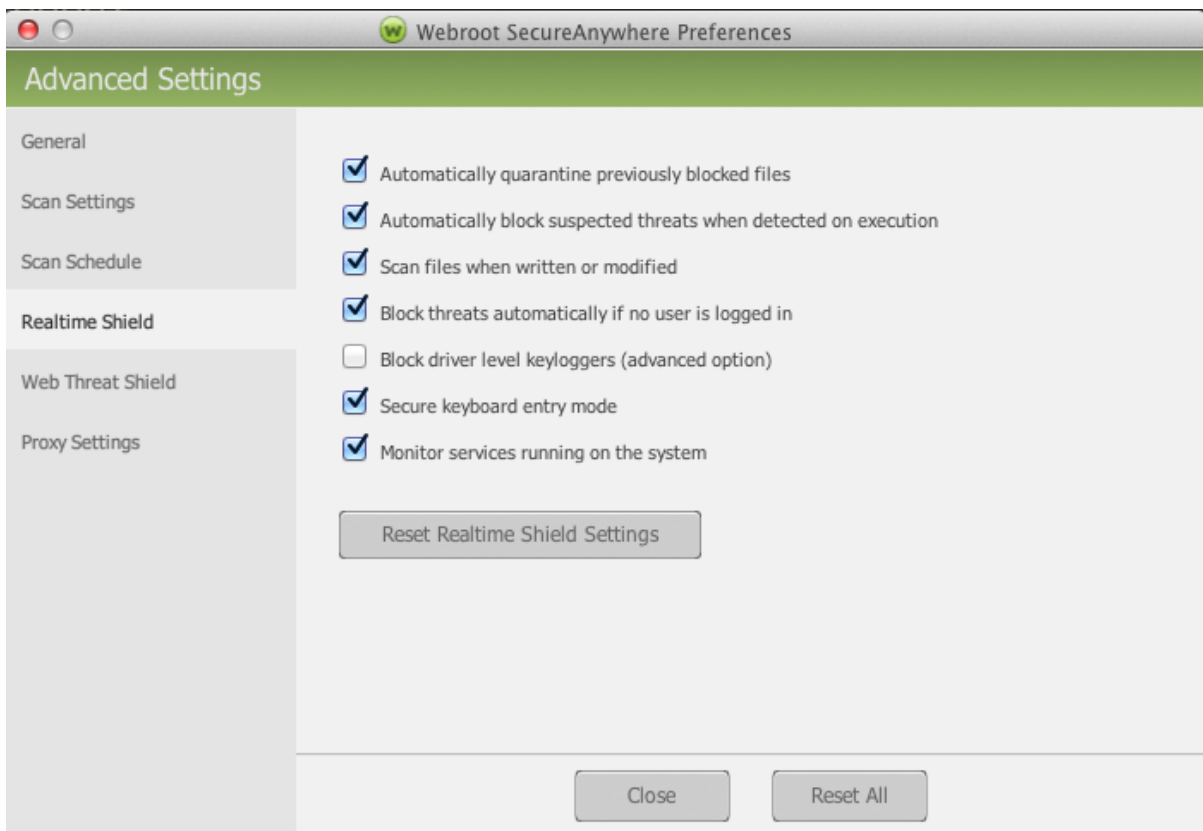 Webroot SecureAnywhere Preferences
Advanced Settings
General
Scan Settings
Scan Schedule
Realtime Shield
Web Threat Shield
Proxy Settings
Automatically quarantine previously blocked files
Automatically block suspected threats when detected on execution
Scan files when written or modified
Block threats automatically if no user is logged in
Block driver level keyloggers (advanced option)
Secure keyboard entry mode
Monitor services running on the system
Reset Realtime Shield Settings
Close
Reset All